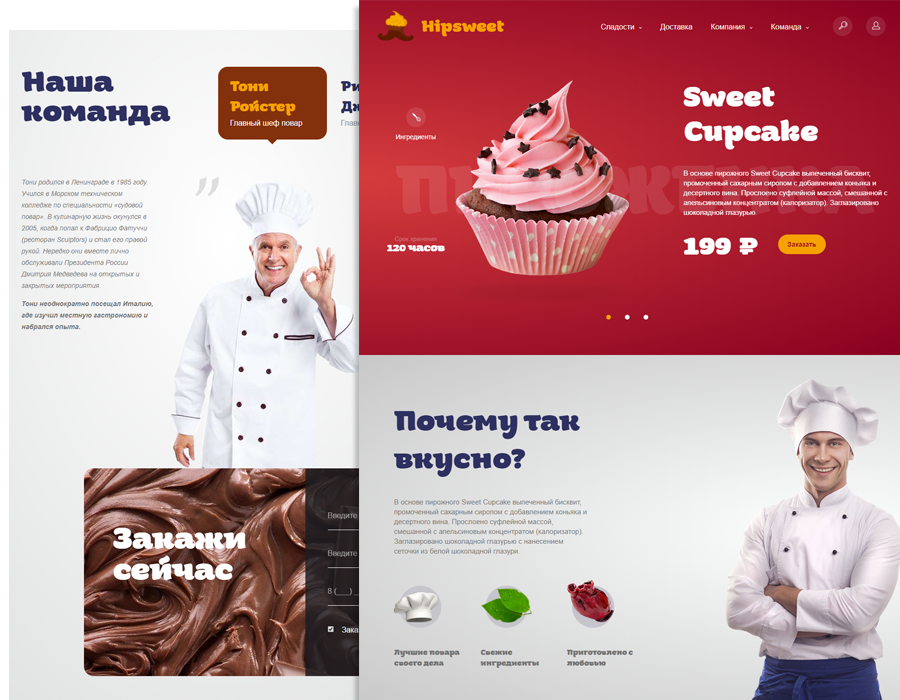 Наша
команда
Тони
Ройстер
Главный шеф повар
Тони родился в Ленинграде в 1985 году.
Учился в Морском техническом
колледже по специальности «судовой
повар». В кулинарную жизнь окунулся в
2005, когда попал к Фабрицио Фатуччи
(ресторан Sculptors) и стал его правой
рукой. Нередко они вместе лично
обслуживали Президента России
Дмитрия Медведева на открытых и
закрытых мероприятия.
Тони неоднократно посещал Италию,
где изучил местную гастрономию и
набрался опыта.
Закажи
сейчас
Введите
Введите
8 (___) _
Зака
Hipsweet
Сладости
Доставка
Компания
Команда
Ингредиенты
Срок хранения
120 часов
Sweet
Cupcake
В основе пирожного Sweet Cupcake выпеченный бисквит,
промоченный сахарным сиропом с добавлением коньяка и
десертного вина. Прослоено суфлейной массой, смешанной с
апельсиновым концентратом (калоризатор). Заглазировано
шоколадной глазурью
199 ₽
Заказать
Почему так
вкусно?
В основе пирожного Sweet Cupcake выпеченный бисквит,
промоченный сахарным сиропом с добавлением коньяка и
десертного вина. Прослоено суфлейной массой,
смешанной с апельсиновым концентратом (калоризатор).
Заглазировано шоколадной глазурью с нанесением
сеточки из белой шоколадной глазури.
Лучшие повара
своего дела
Свежие
ингредиенты
Приготовлено с
любовью